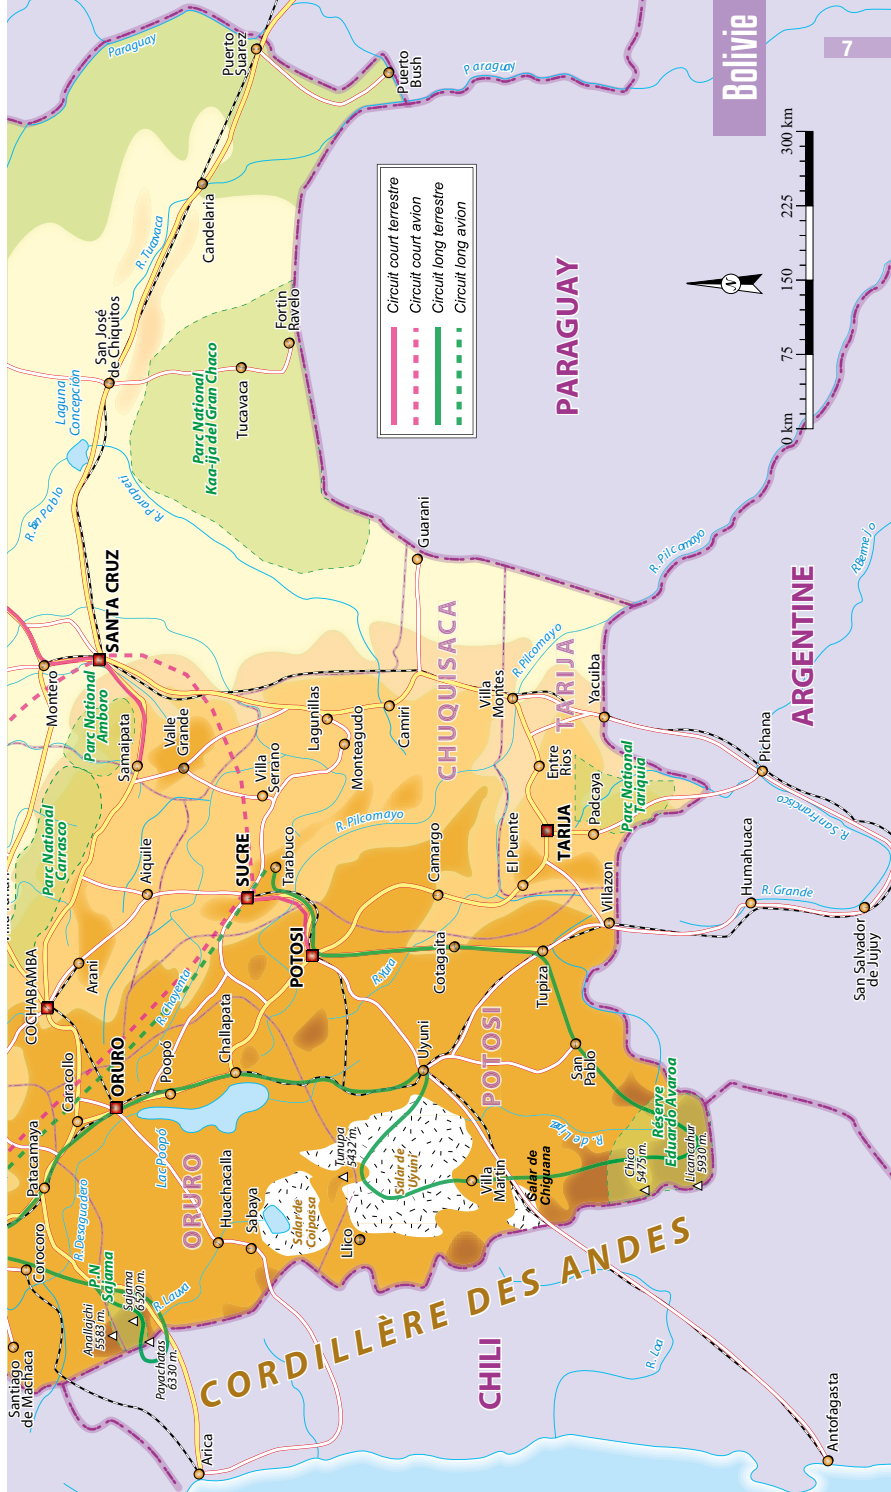 Bolivie
7
Paraguay
Puerto
Suarez
Puerto
Bush
Paraguay
Candelaria
R. Tucavaca
San José
de Chiquitos
Fortin
Ravelo
Tucavaca
Parc National
Kaa-ija del Gran Chaco
Laguna
Concepción
R. San Pablo
R. Parapeti
Circuit court terrestre
Circuit court avion
Circuit long terrestre
Circuit long avion
PARAGUAY
0 km
75
150
225
300 km
N
Guarani
R. Pilcomayo
R.Bermejo
ARGENTINE
SANTA CRUZ
Montero
Parc National
Amboro
Samaipata
Valle
Grande
Villa
Serrano
Lagunillas
Monteagudo
Camiri
CHUQUISACA
Villa
Montes
R. Pilcomayo
TARIJA
Yacuiba
Pichana
R. San Francisco
Entre
Rios
Padcaya
Parc National
Tariquia
TARIJA
El Puente
Camargo
R. Pilcomayo
Parc National
Carrasco
Aiquile
SUCRE
Tarabuco
Villazon
Humahuaca
R. Grande
San Salvador
de Jujuy
COCHABAMBA
Arani
R. Chayenta
POTOSI
R. Yura
Cotagaita
Tupiza
Caracollo
ORURO
Poopó
Challapata
Uyuni
POTOSI
San
Pablo
Patacamaya
Lac Poopó
Tunupa
5432 m.
Salar de
Uyuni
Villa
Martin
Salar de
Chiguana
Chico
5475 m.
Réserve
Eduardo Avaroa
Licancahur
5930 m.
Corocoro
R. Desaguadero
ORURO
Huachacalla
Sabaya
Salar de
Coipassa
Llico
P. N
Sajama
Anallajchi
5583 m.
Sajama
6520 m.
R. Lauca
Payachatas
6330 m.
Santiago
de Machaca
CORDILLÈRE DES ANDES
CHILI
R. Loa
Arica
Antofagasta